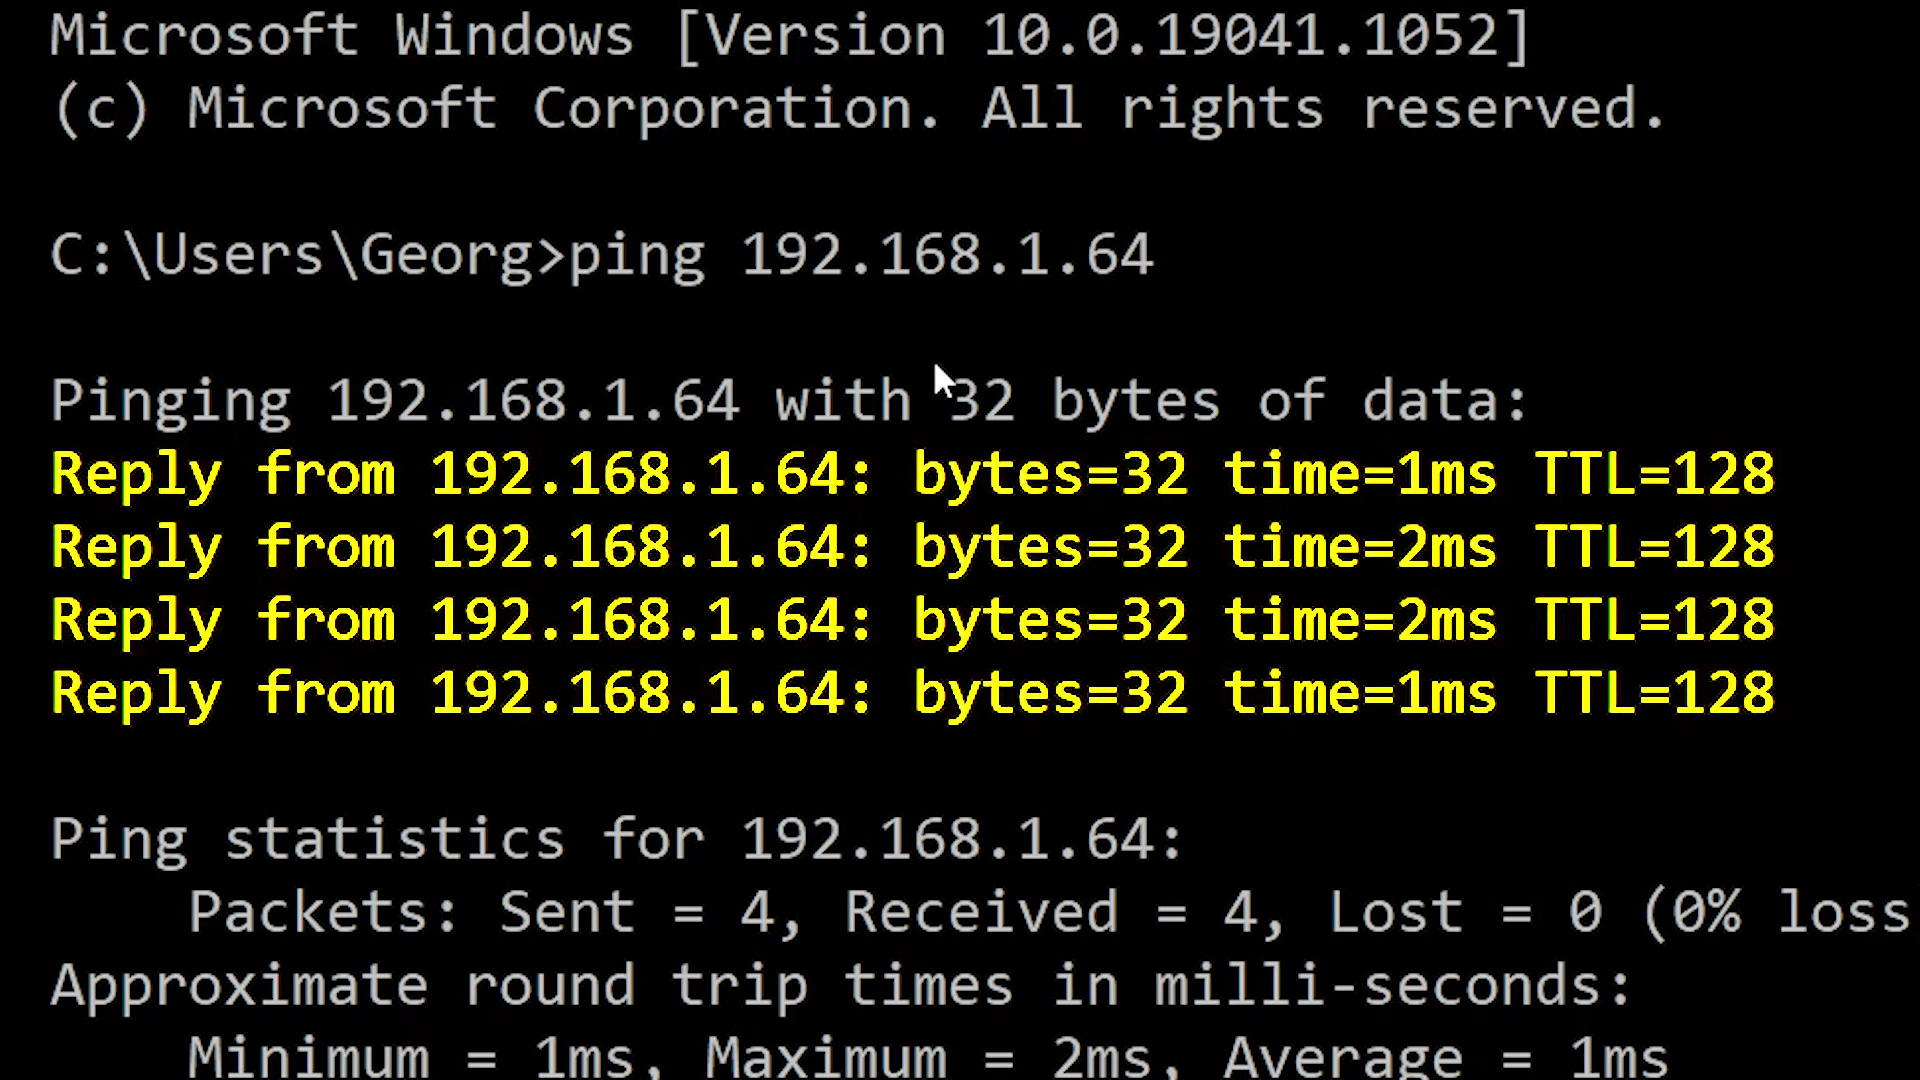 Microsoft Windows [Version 10.0.19041.1052]
(c) Microsoft Corporation. All rights reserved.
C:\Users\Georg>ping 192.168.1.64
Pinging 192.168.1.64 with 32 bytes of data:
Reply from 192.168.1.64: bytes=32 time=1ms TTL=128
Reply from 192.168.1.64: bytes=32 time=2ms TTL=128
Reply from 192.168.1.64: bytes=32 time=2ms TTL=128
Reply from 192.168.1.64: bytes=32 time=1ms TTL=128
Ping statistics for 192.168.1.64:
Packets: Sent = 4, Received = 4, Lost = 0 (0% loss
Approximate round trip times in milli-seconds:
Minimum = 1ms, Maximum = 2ms, Average = 1ms